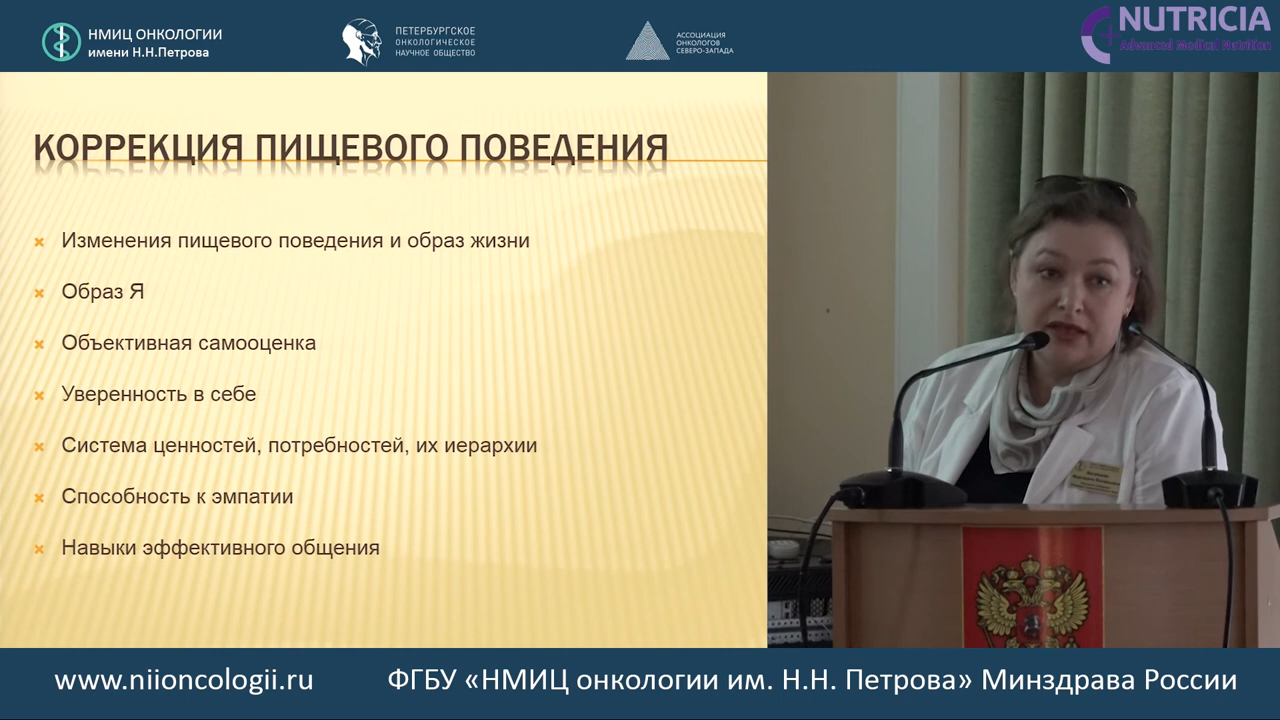 НМИЦ ОНКОЛОГИИ
имени Н.Н.Петрова
ПЕТЕРБУРГСКОЕ
ОНКОЛОГИЧЕСКОЕ
НАУЧНОЕ ОБЩЕСТВО
АССОЦИАЦИЯ
ОНКОЛОГОВ
СЕВЕРО-ЗАПАДА
NUTRICIA
Advanced Medical Nutrition
КОРРЕКЦИЯ ПИЩЕВОГО ПОВЕДЕНИЯ
Изменения пищевого поведения и образ жизни
Образ Я
Объективная самооценка
Уверенность в себе
Система ценностей, потребностей, их иерархии
Способность к эмпатии
Навыки эффективного общения
www.niioncologii.ru
ФГБУ «НМИЦ онкологии им. Н.Н. Петрова» Минздрава России